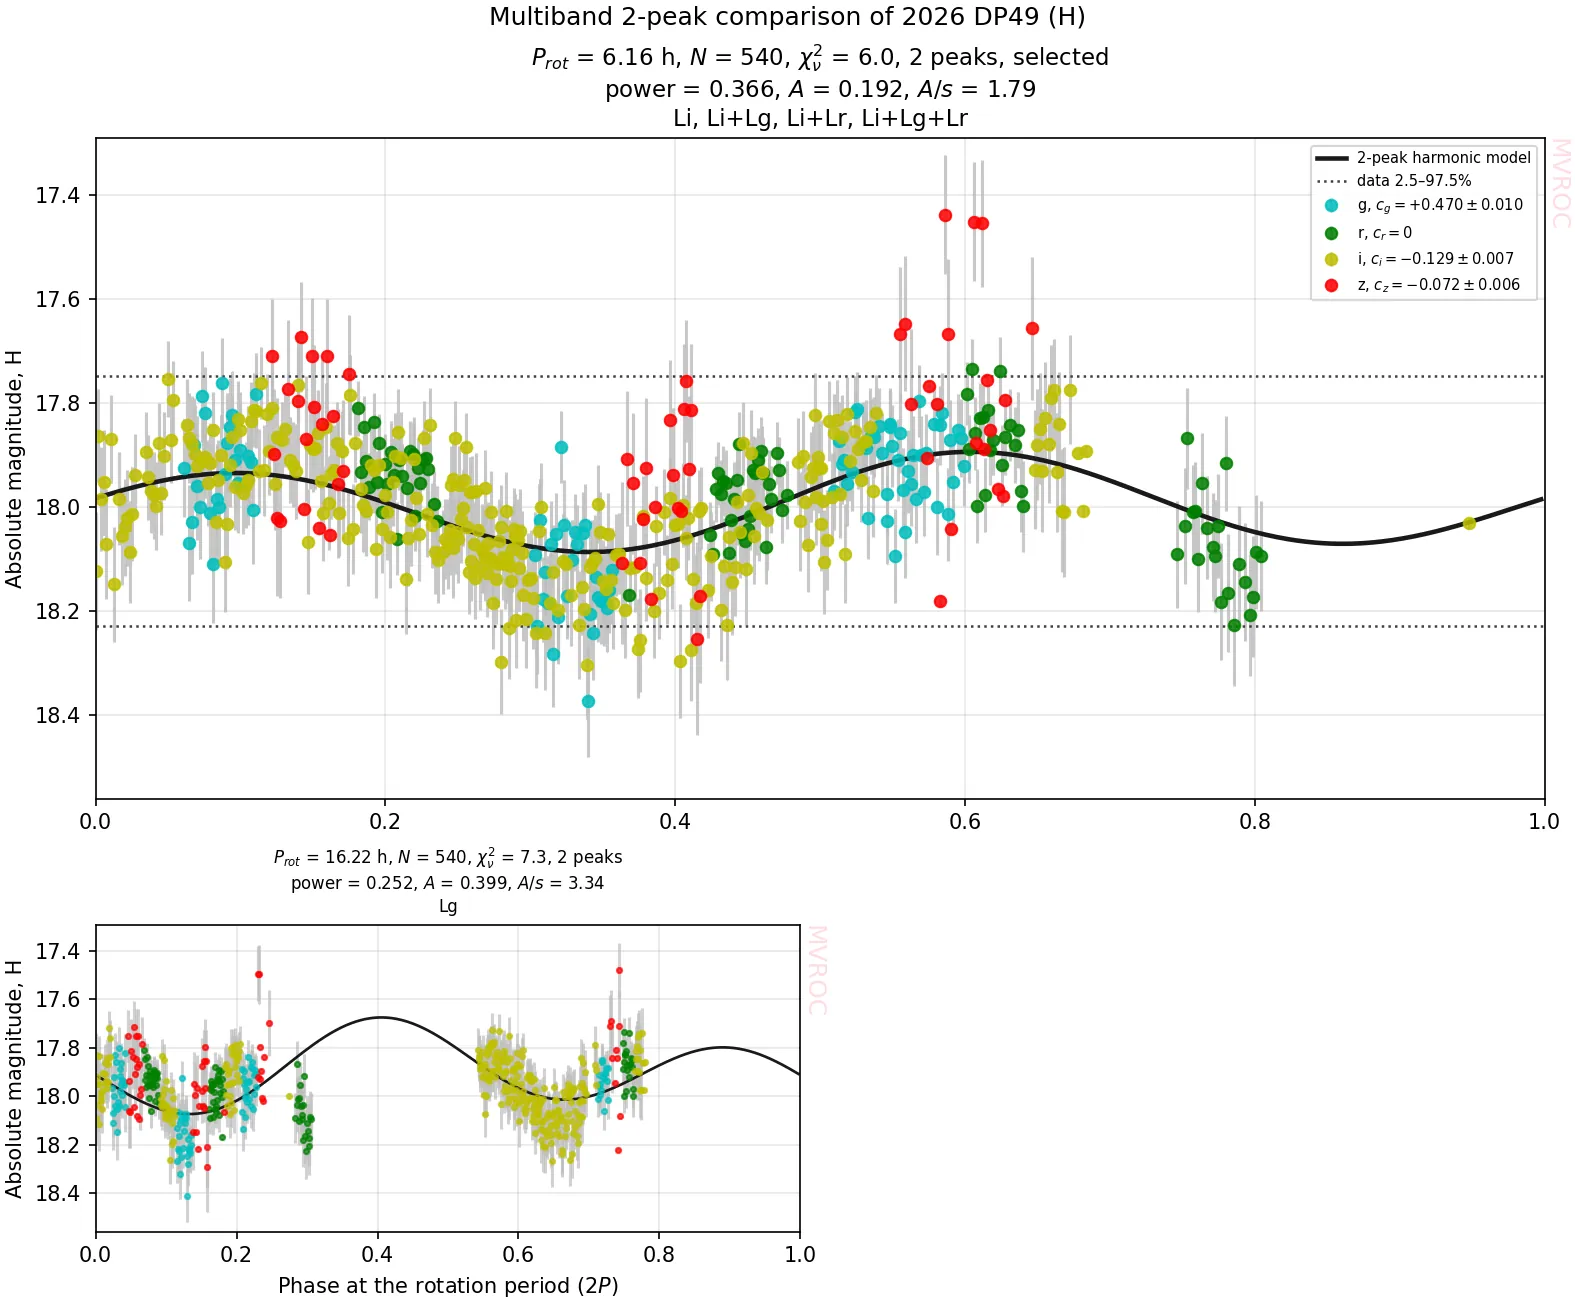 Multiband 2-peak comparison of 2026 DP49 (H)
P_rot = 6.16 h, N = 540, χ²_ν = 6.0, 2 peaks, selected
power = 0.366, A = 0.192, A/s = 1.79
Li, Li+Lg, Li+Lr, Li+Lg+Lr
MVROC
2-peak harmonic model
data 2.5–97.5%
g, c_g = +0.470 ± 0.010
r, c_r = 0
i, c_i = −0.129 ± 0.007
z, c_z = −0.072 ± 0.006
Absolute magnitude, H
17.4
17.6
17.8
18.0
18.2
18.4
0.0 0.2 0.4 0.6 0.8 1.0
P_rot = 16.22 h, N = 540, χ²_ν = 7.3, 2 peaks
power = 0.252, A = 0.399, A/s = 3.34
Lg
MVROC
Absolute magnitude, H
17.4
17.6
17.8
18.0
18.2
18.4
0.0 0.2 0.4 0.6 0.8 1.0
Phase at the rotation period (2P)